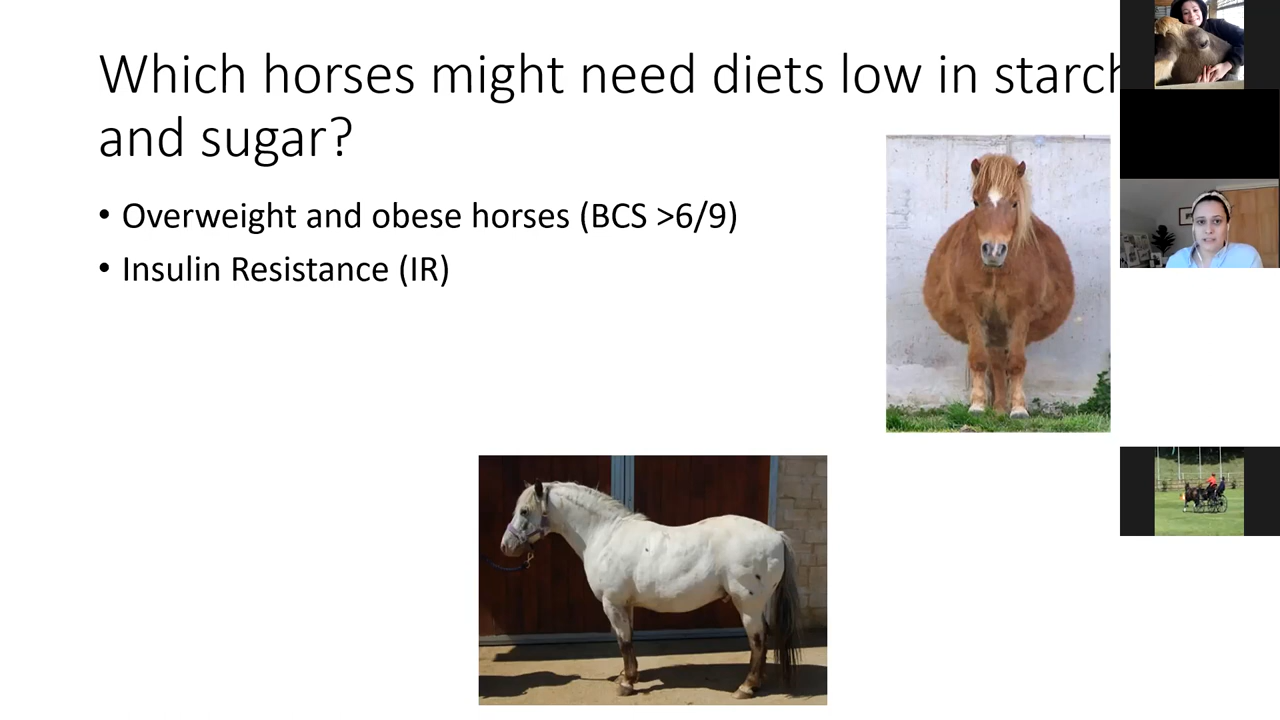 Which horses might need diets low in starch
and sugar?
• Overweight and obese horses (BCS >6/9)
• Insulin Resistance (IR)